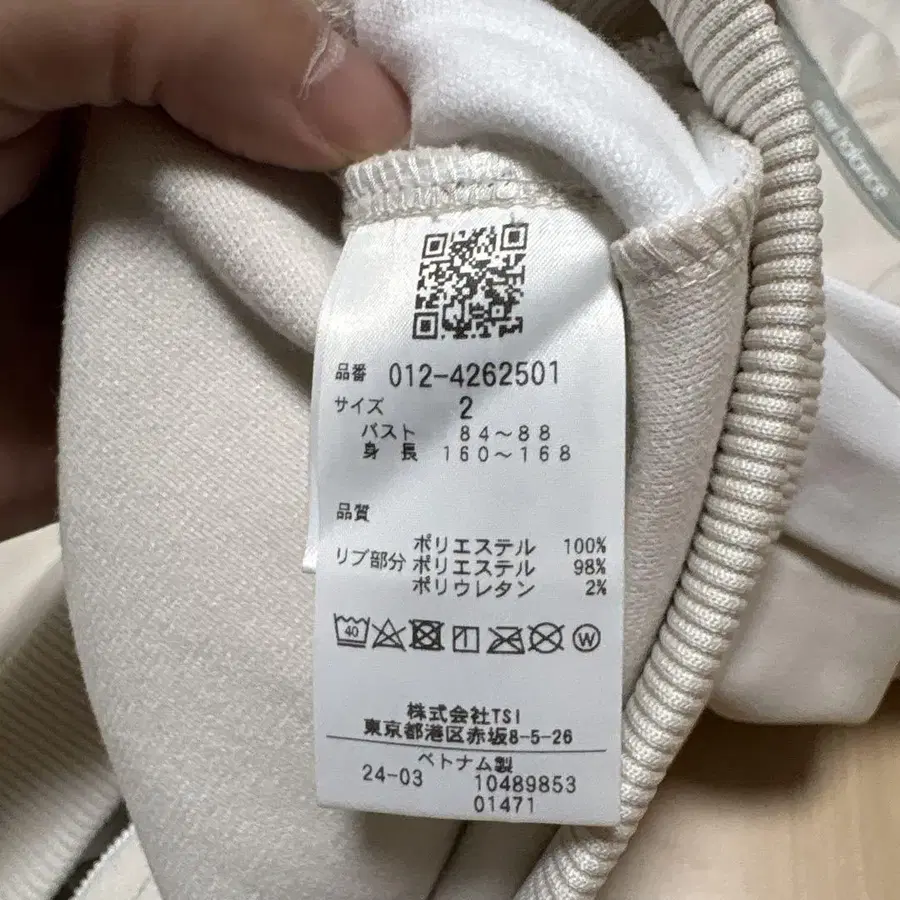 new balance
品番 012-4262501
サイズ 2
バスト 84~88
身長 160~168
品質
ポリエステル 100%
リブ部分 ポリエステル 98%
ポリウレタン 2%
40
W
株式会社TSI
東京都港区赤坂8-5-26
ベトナム製
24-03 10489853
01471